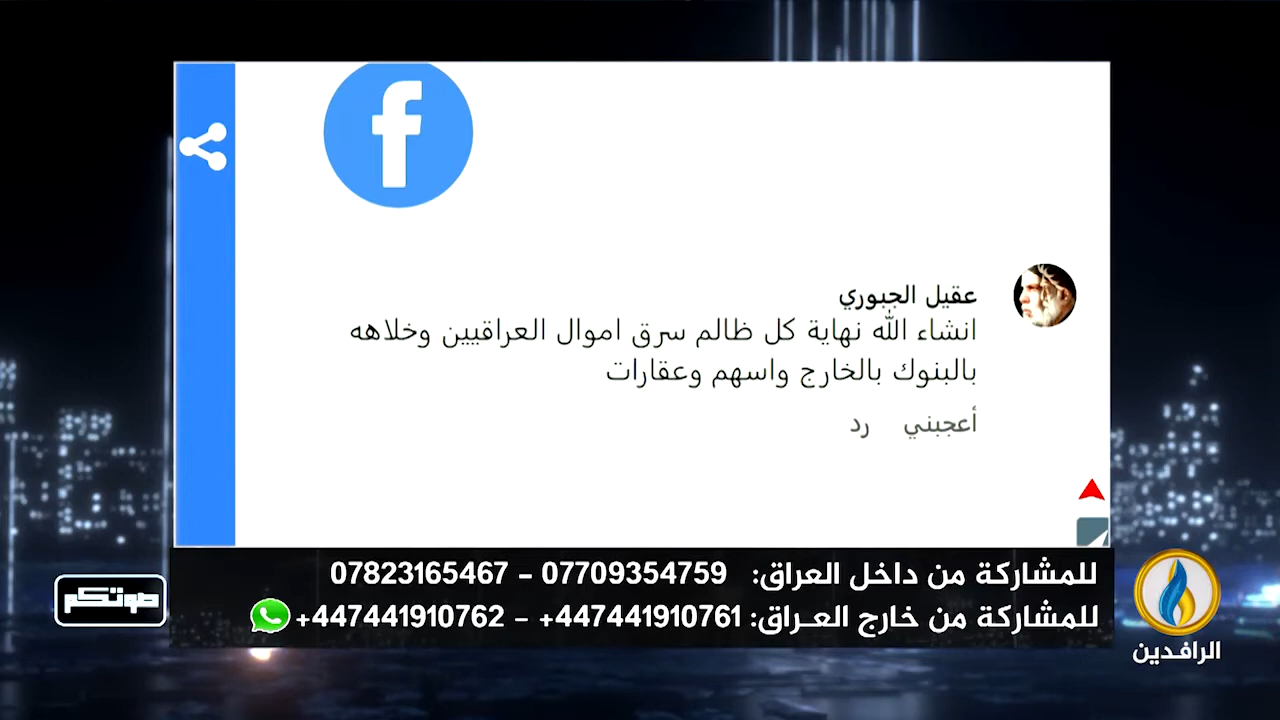 عقيل الجبوري
انشاء الله نهاية كل ظالم سرق اموال العراقيين وخلاهه
بالبنوك بالخارج واسهم وعقارات
أعجبني رد
للمشاركة من داخل العراق: 07709354759 - 07823165467
للمشاركة من خارج العـراق: 447441910761+ - 447441910762+
صوتكم
الرافدين